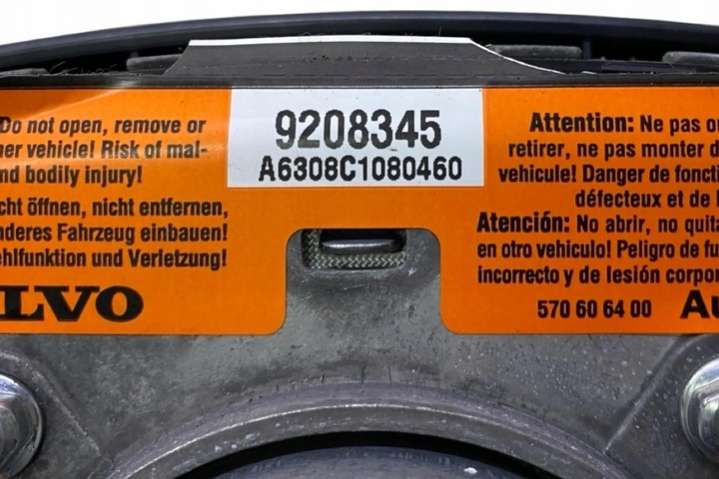 Do not open, remove or
her vehicle! Risk of mal-
nd bodily injury!
cht öffnen, nicht entfernen,
nderes Fahrzeug einbauen!
ehlfunktion und Verletzung!
LVO
9208345
A6308C1080460
Attention: Ne pas ou
retirer, ne pas monter d
vehicule! Danger de foncti
défecteux et de l
Atención: No abrir, no quita
en otro vehiculo! Peligro de fu
incorrecto y de lesión corpo
570 60 64 00
Au